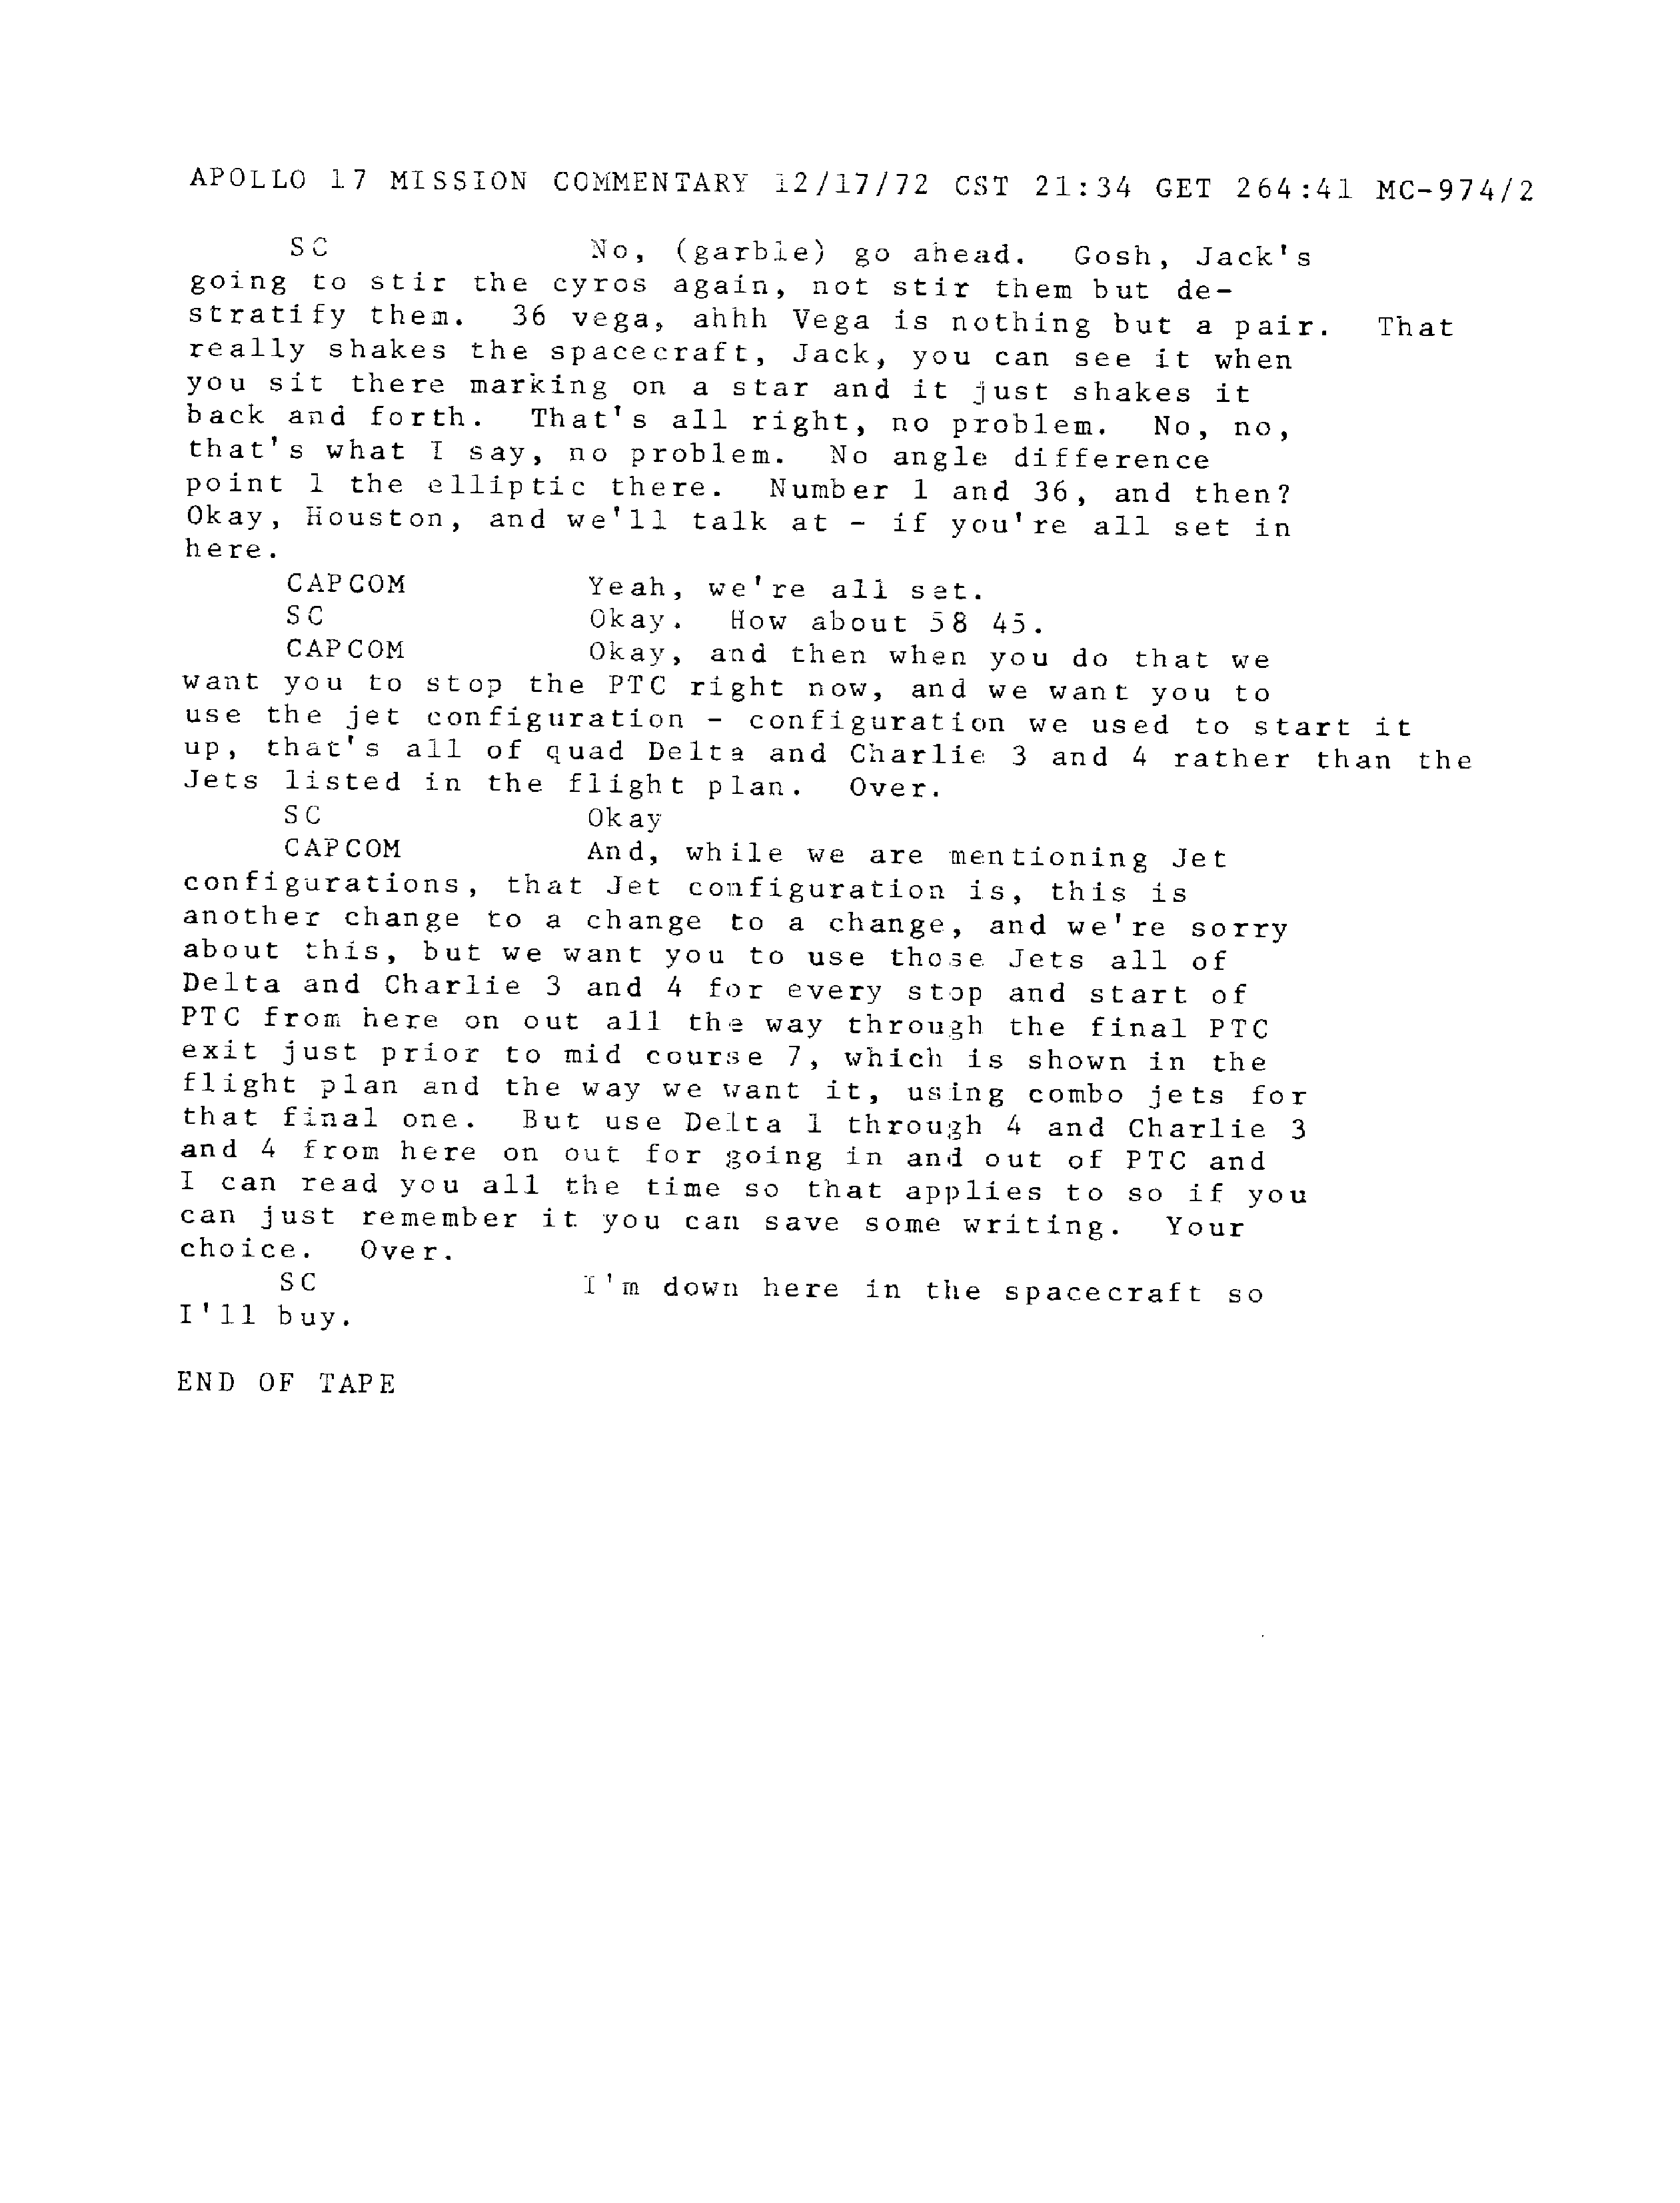 APOLLO 17 MISSION COMMENTARY 12/17/72 CST 21:34 GET 264:41 MC-974/2
SC No, (garble) go ahead. Gosh, Jack's
going to stir the cyros again, not stir them but de-
stratify them. 36 vega, ahhh Vega is nothing but a pair. That
really shakes the spacecraft, Jack, you can see it when
you sit there marking on a star and it just shakes it
back and forth. That's all right, no problem. No, no,
that's what I say, no problem. No angle difference
point 1 the elliptic there. Number 1 and 36, and then?
Okay, Houston, and we'll talk at - if you're all set in
here.
CAPCOM Yeah, we're all set.
SC Okay. How about 58 45.
CAPCOM Okay, and then when you do that we
want you to stop the PTC right now, and we want you to
use the jet configuration - configuration we used to start it
up, that's all of quad Delta and Charlie 3 and 4 rather than the
Jets listed in the flight plan. Over.
SC Okay
CAPCOM And, while we are mentioning Jet
configurations, that Jet configuration is, this is
another change to a change to a change, and we're sorry
about this, but we want you to use those Jets all of
Delta and Charlie 3 and 4 for every stop and start of
PTC from here on out all the way through the final PTC
exit just prior to mid course 7, which is shown in the
flight plan and the way we want it, using combo jets for
that final one. But use Delta 1 through 4 and Charlie 3
and 4 from here on out for going in and out of PTC and
I can read you all the time so that applies to so if you
can just remember it you can save some writing. Your
choice. Over.
SC I'm down here in the spacecraft so
I'll buy.
END OF TAPE